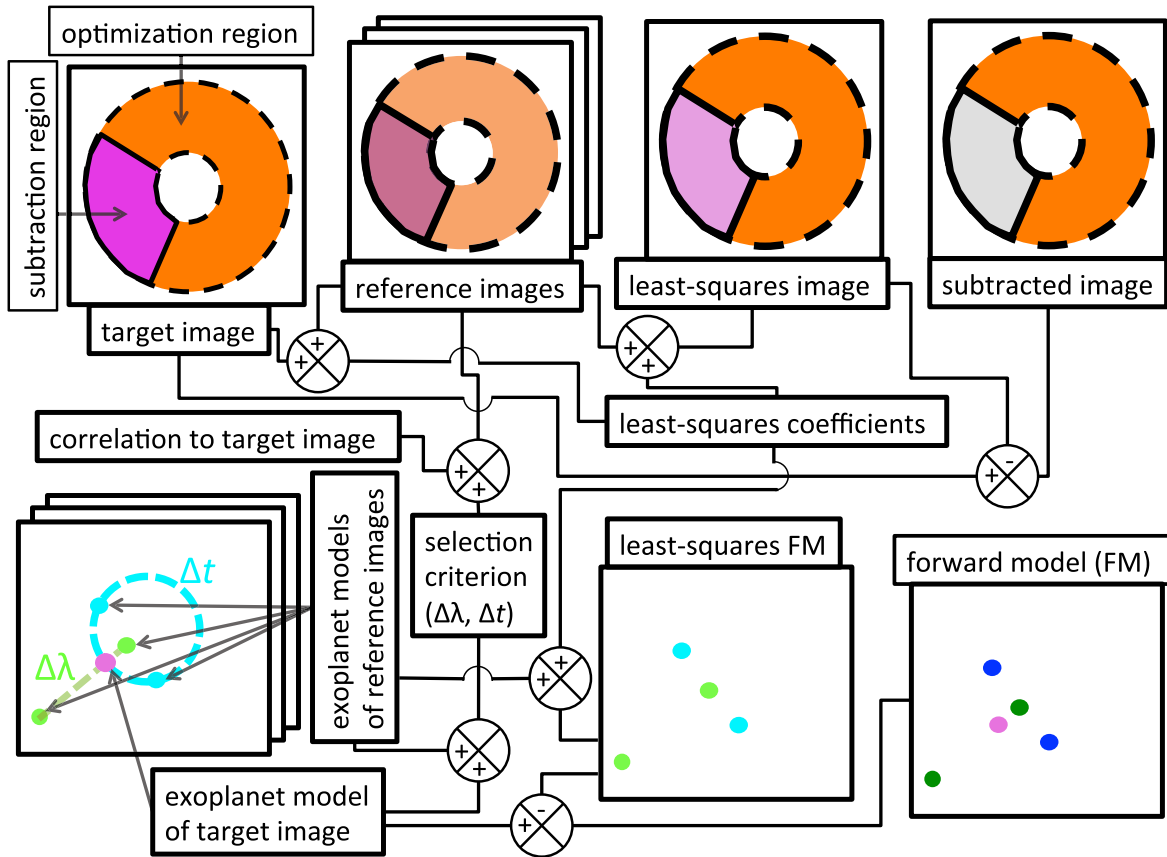 optimization region
subtraction region
target image
reference images
least-squares image
subtracted image
+
+
+
+
+
-
least-squares coefficients
correlation to target image
+
+
exoplanet models
of reference images
selection
criterion
(Δλ, Δt)
Δt
Δλ
least-squares FM
forward model (FM)
+
+
+
+
exoplanet model
of target image
+
-